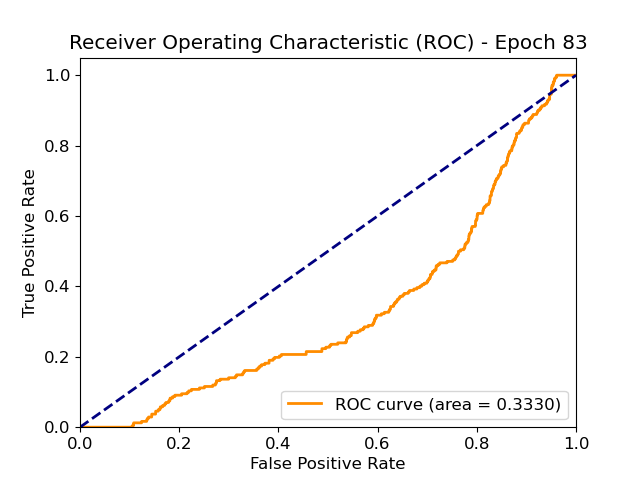 Receiver Operating Characteristic (ROC) - Epoch 83
1.0
0.8
0.6
0.4
0.2
0.0
True Positive Rate
ROC curve (area = 0.3330)
0.0 0.2 0.4 0.6 0.8 1.0
False Positive Rate